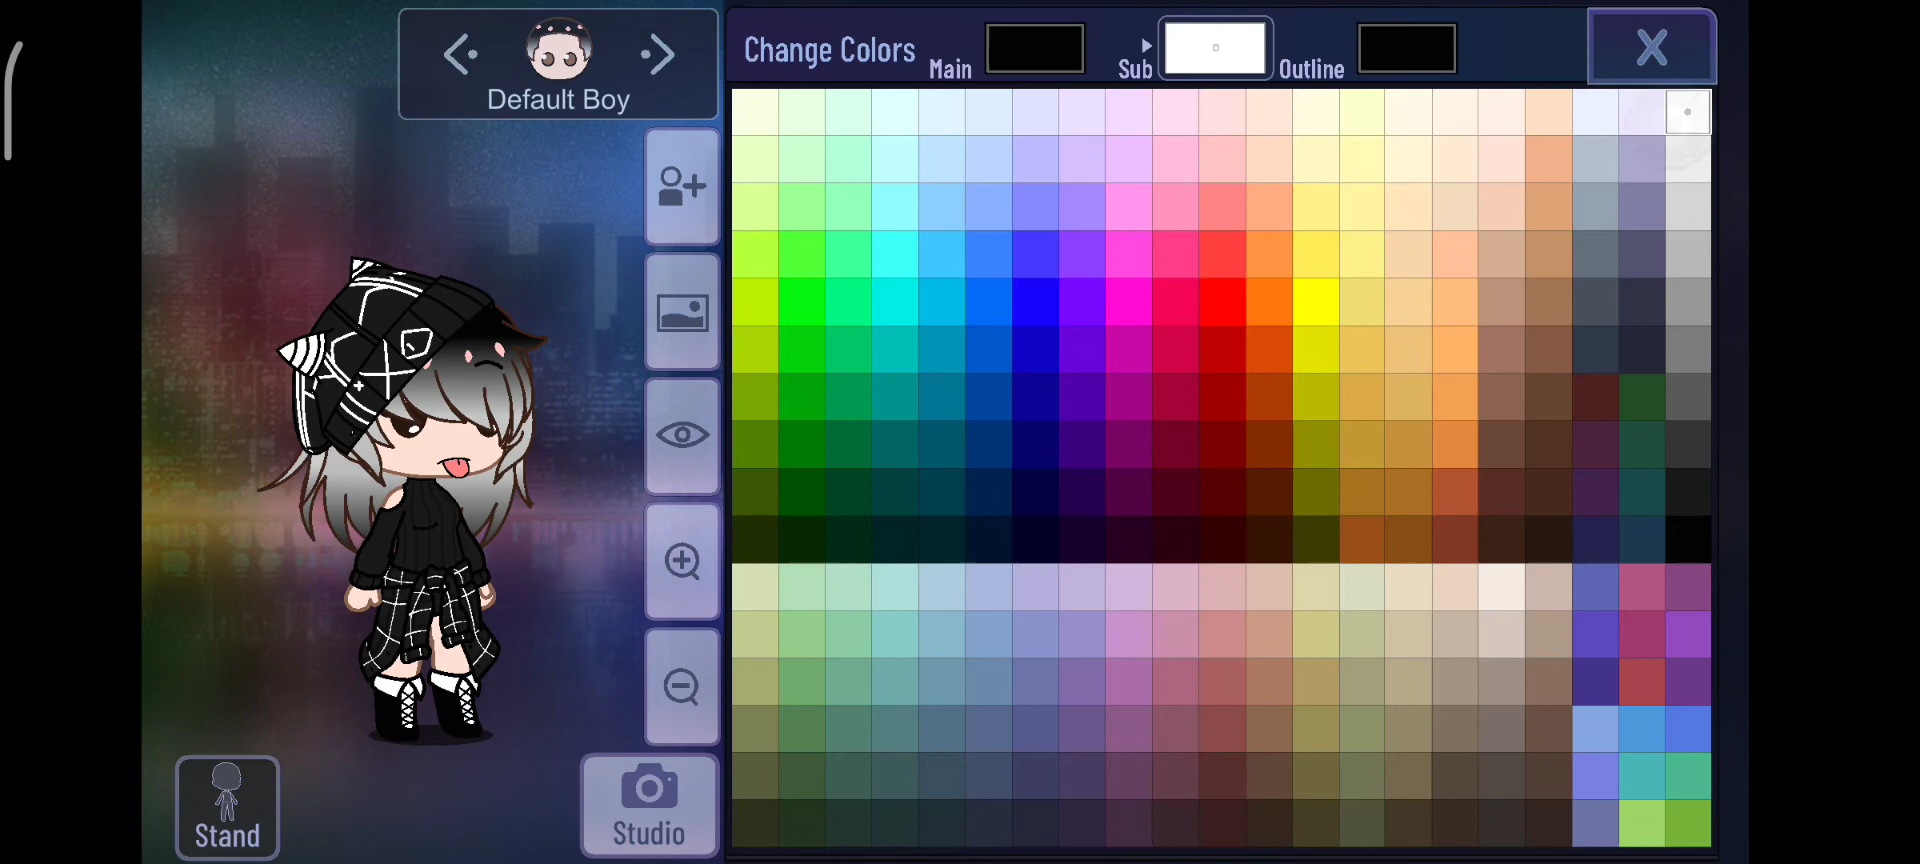 Default Boy
Change Colors
Main
Sub
Outline
X
Stand
Studio